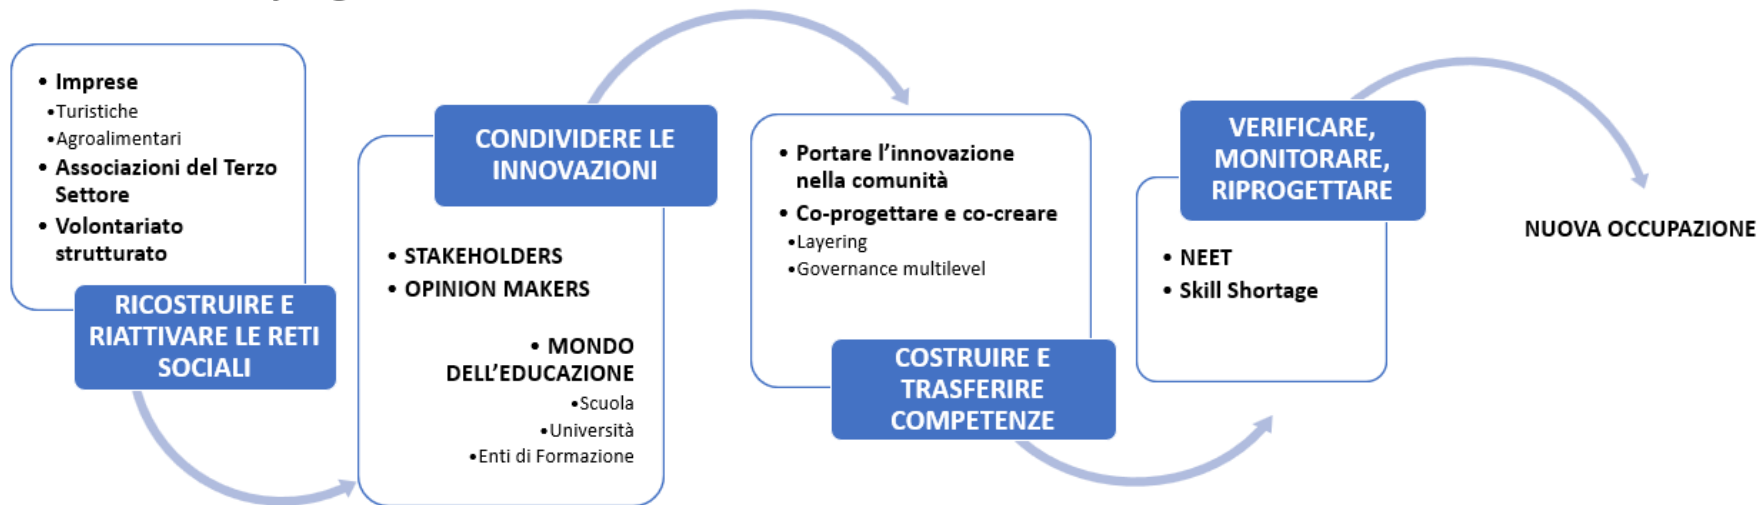 • Imprese
•Turistiche
•Agroalimentari
• Associazioni del Terzo
Settore
• Volontariato
strutturato
RICOSTRUIRE E
RIATTIVARE LE RETI
SOCIALI
CONDIVIDERE LE
INNOVAZIONI
• STAKEHOLDERS
• OPINION MAKERS
• MONDO
DELL’EDUCAZIONE
•Scuola
•Università
•Enti di Formazione
• Portare l’innovazione
nella comunità
• Co-progettare e co-creare
•Layering
•Governance multilevel
COSTRUIRE E
TRASFERIRE
COMPETENZE
VERIFICARE,
MONITORARE,
RIPROGETTARE
• NEET
• Skill Shortage
NUOVA OCCUPAZIONE